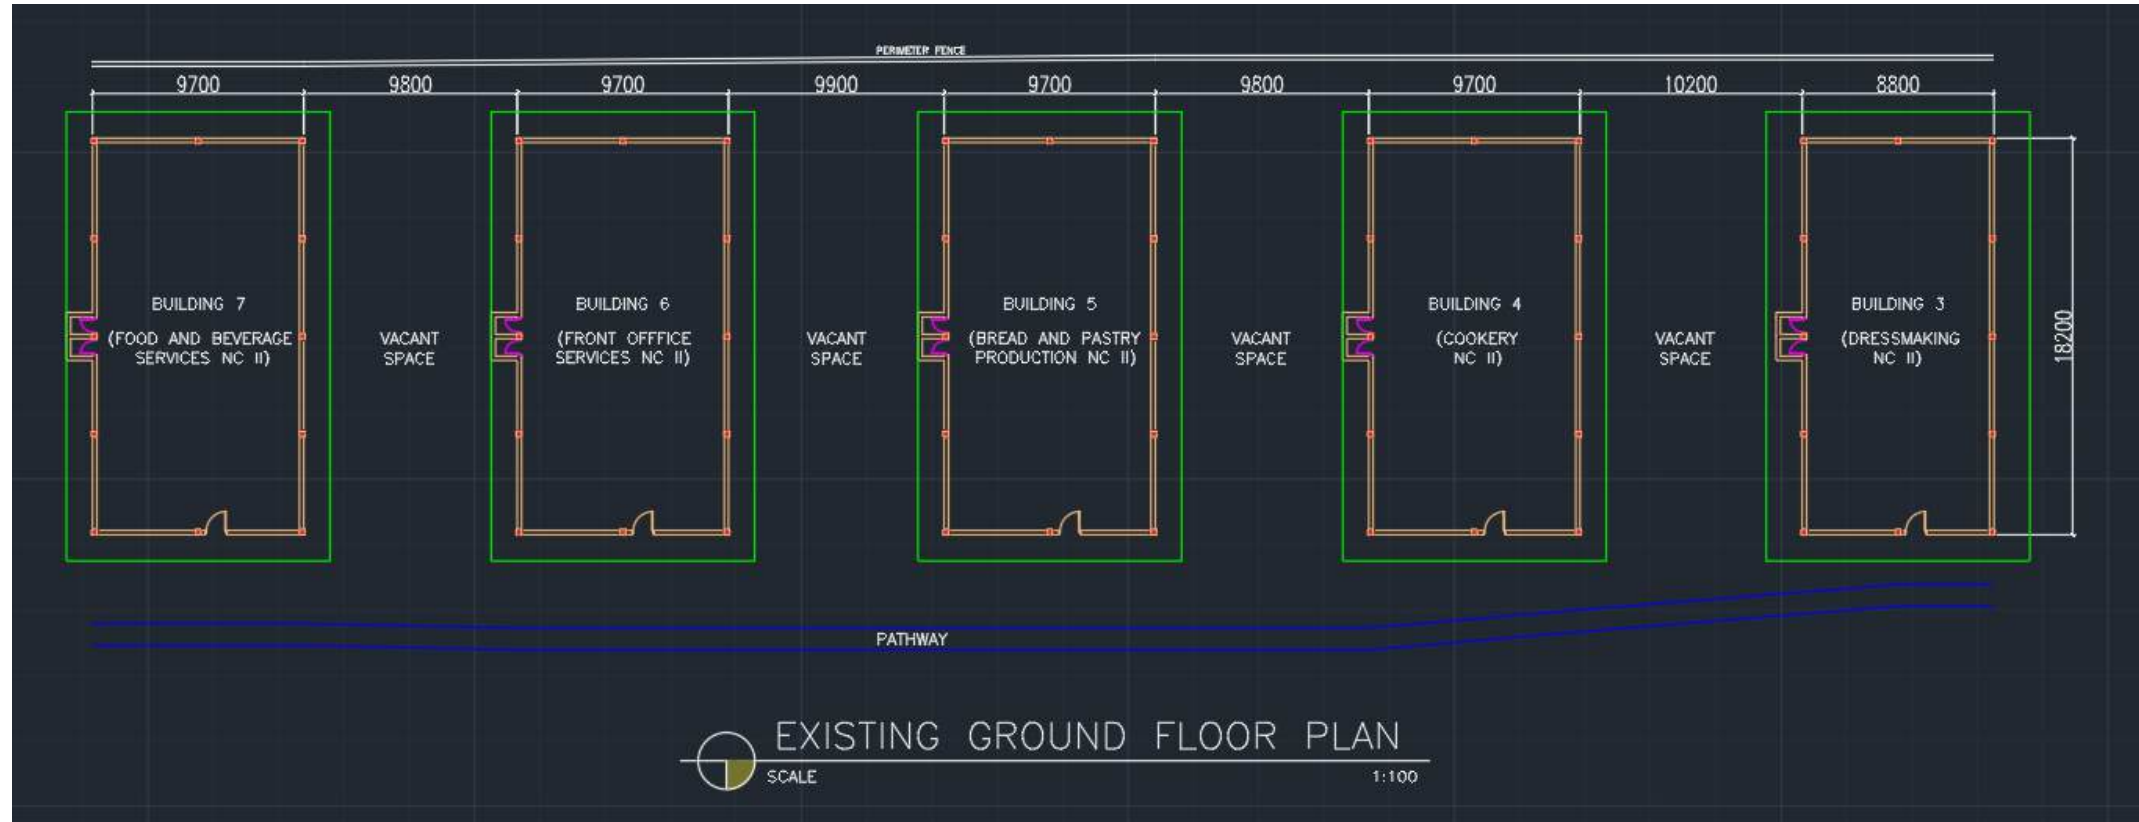 PERIMETER FENCE
9700 9800 9700 9900 9700 9800 9700 10200 8800
BUILDING 7
(FOOD AND BEVERAGE
SERVICES NC II)
VACANT
SPACE
BUILDING 6
(FRONT OFFFICE
SERVICES NC II)
VACANT
SPACE
BUILDING 5
(BREAD AND PASTRY
PRODUCTION NC II)
VACANT
SPACE
BUILDING 4
(COOKERY
NC II)
VACANT
SPACE
BUILDING 3
(DRESSMAKING
NC II)
18200
PATHWAY
EXISTING GROUND FLOOR PLAN
SCALE 1:100